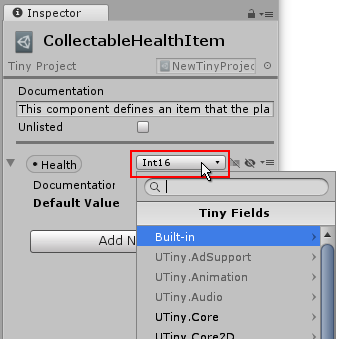 Inspector
CollectableHealthItem
Tiny Project
NewTinyProjec
Documentation
This component defines an item that the pla
Unlisted
Health
Int16
Documentation
Default Value
Tiny Fields
Add N
Built-in
UTiny.AdSupport
UTiny.Animation
UTiny.Audio
UTiny.Core
UTiny.Core2D